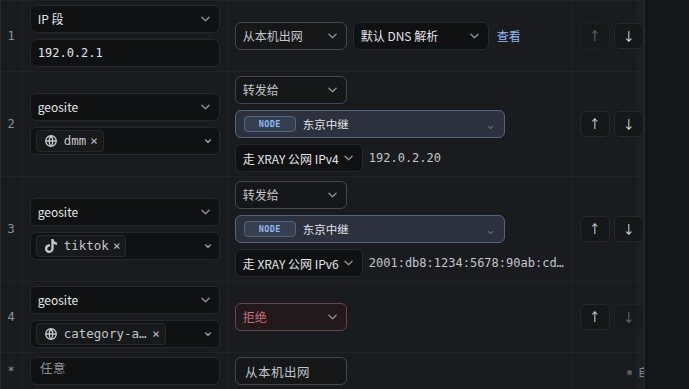 IP 段
1
从本机出网
默认 DNS 解析
查看
↑
↓
192.0.2.1
转发给
geosite
2
NODE 东京中继
↑
↓
dmm ×
走 XRAY 公网 IPv4
192.0.2.20
转发给
geosite
3
NODE 东京中继
↑
↓
tiktok ×
走 XRAY 公网 IPv6
2001:db8:1234:5678:90ab:cd…
geosite
4
拒绝
↑
↓
category-a… ×
*
任意
从本机出网